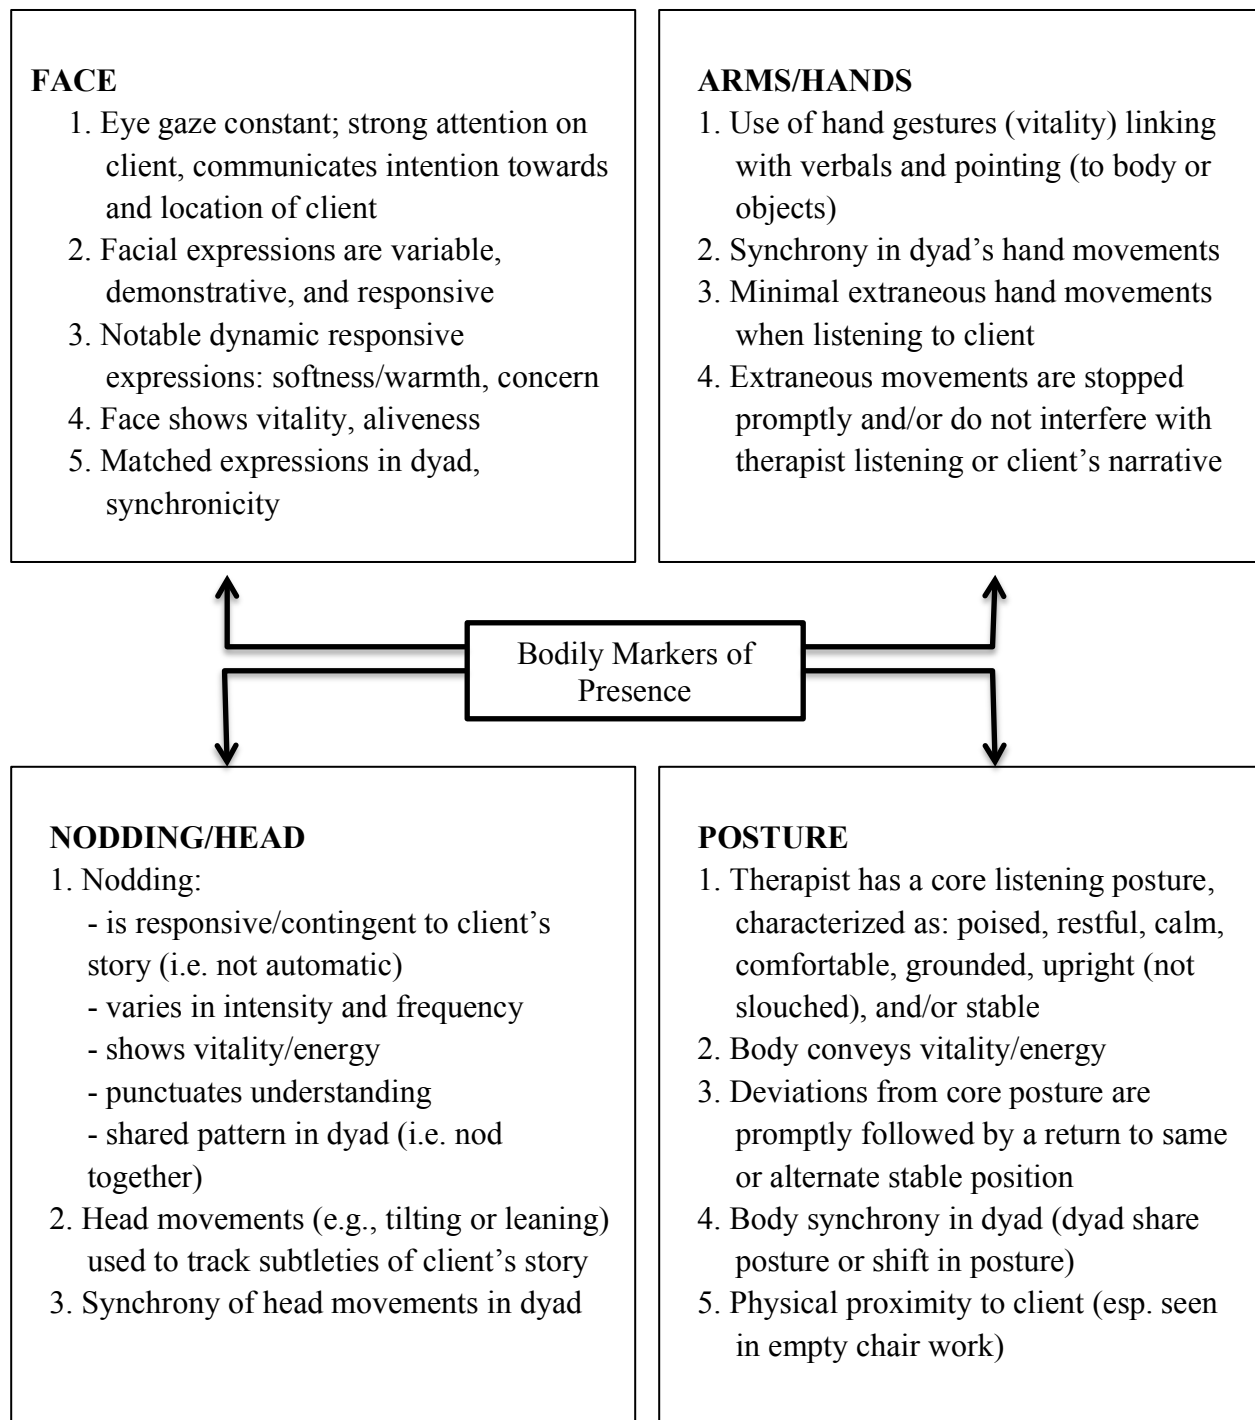 FACE
1. Eye gaze constant; strong attention on
client, communicates intention towards
and location of client
2. Facial expressions are variable,
demonstrative, and responsive
3. Notable dynamic responsive
expressions: softness/warmth, concern
4. Face shows vitality, aliveness
5. Matched expressions in dyad,
synchronicity
ARMS/HANDS
1. Use of hand gestures (vitality) linking
with verbals and pointing (to body or
objects)
2. Synchrony in dyad’s hand movements
3. Minimal extraneous hand movements
when listening to client
4. Extraneous movements are stopped
promptly and/or do not interfere with
therapist listening or client’s narrative
Bodily Markers of
Presence
NODDING/HEAD
1. Nodding:
- is responsive/contingent to client’s
story (i.e. not automatic)
- varies in intensity and frequency
- shows vitality/energy
- punctuates understanding
- shared pattern in dyad (i.e. nod
together)
2. Head movements (e.g., tilting or leaning)
used to track subtleties of client’s story
3. Synchrony of head movements in dyad
POSTURE
1. Therapist has a core listening posture,
characterized as: poised, restful, calm,
comfortable, grounded, upright (not
slouched), and/or stable
2. Body conveys vitality/energy
3. Deviations from core posture are
promptly followed by a return to same
or alternate stable position
4. Body synchrony in dyad (dyad share
posture or shift in posture)
5. Physical proximity to client (esp. seen
in empty chair work)